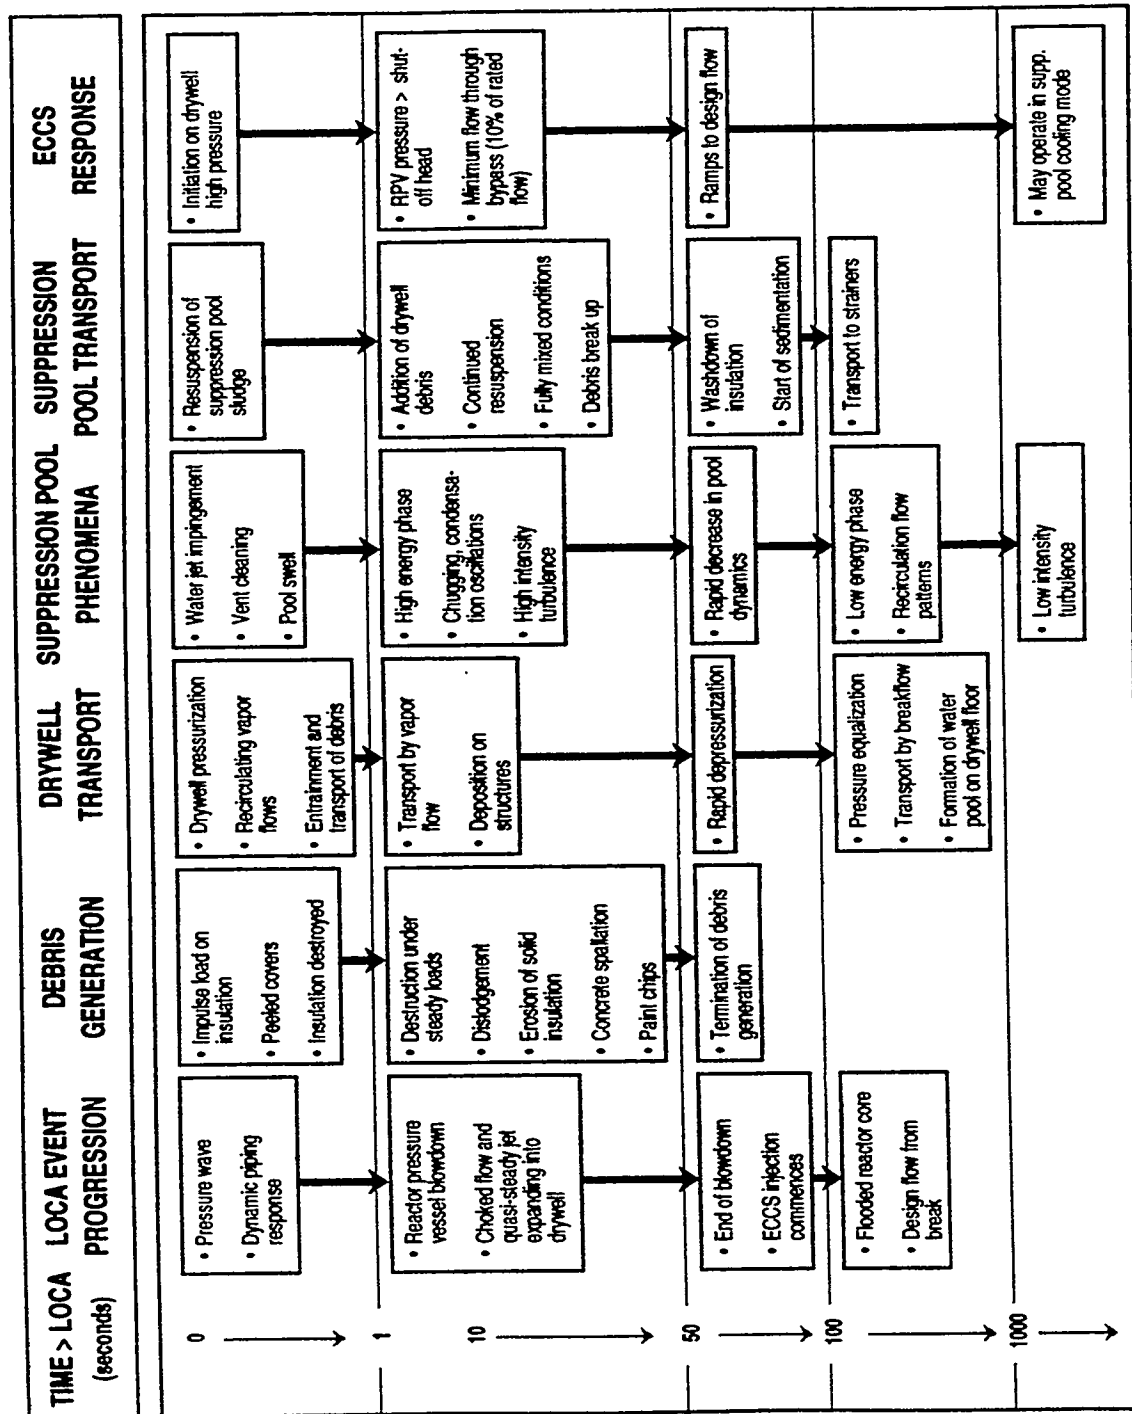 TIME > LOCA
(seconds)
LOCA EVENT
PROGRESSION
DEBRIS
GENERATION
DRYWELL
TRANSPORT
SUPPRESSION POOL
PHENOMENA
SUPPRESSION
POOL TRANSPORT
ECCS
RESPONSE
0
• Pressure wave
• Dynamic piping
response
• Impulse load on
insulation
• Peeled covers
• Insulation destroyed
• Drywell pressurization
• Recirculating vapor
flows
• Entrainment and
transport of debris
• Water jet impingement
• Vent cleaning
• Pool swell
• Resuspension of
suppression pool
sludge
• Initiation on drywell
high pressure
1
10
• Reactor pressure
vessel blowdown
• Choked flow and
quasi-steady jet
expanding into
drywell
• Destruction under
steady loads
• Dislodgement
• Erosion of solid
insulation
• Concrete spallation
• Paint chips
• Transport by vapor
flow
• Deposition on
structures
• High energy phase
• Chugging, condensa-
tion oscillations
• High intensity
turbulence
• Addition of drywell
debris
• Continued
resuspension
• Fully mixed conditions
• Debris break up
• RPV pressure > shut-
off head
• Minimum flow through
bypass (10% of rated
flow)
50
• End of blowdown
• ECCS injection
commences
• Termination of debris
generation
• Rapid depressurization
• Rapid decrease in pool
dynamics
• Washdown of
insulation
• Start of sedimentation
• Ramps to design flow
100
• Flooded reactor core
• Design flow from
break
• Pressure equalization
• Transport by breakflow
• Formation of water
pool on drywell floor
• Low energy phase
• Recirculation flow
patterns
• Transport to strainers
1000
• Low intensity
turbulence
• May operate in supp.
pool cooling mode